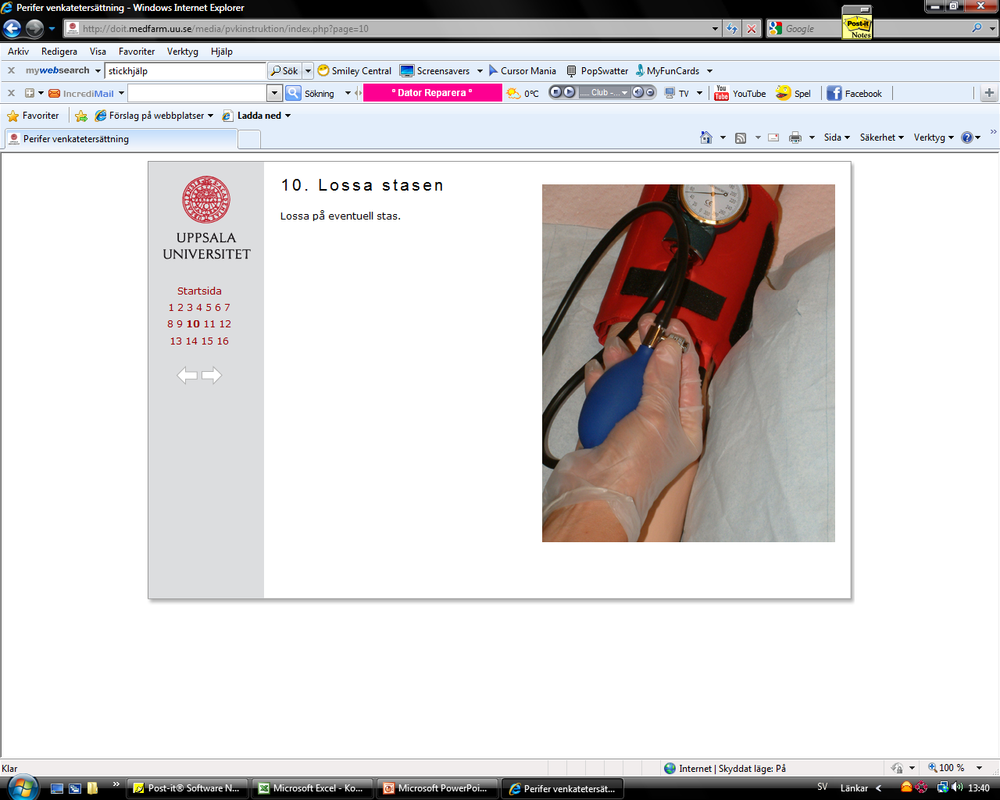 Perifer venkatetersättning - Windows Internet Explorer
http://doit.medfarm.uu.se/media/pvkinstruktion/index.php?page=10
Google
Post-it
Notes
Arkiv Redigera Visa Favoriter Verktyg Hjälp
mywebsearch stickhjälp Sök Smiley Central Screensavers Cursor Mania PopSwatter MyFunCards
IncrediMail Sökning ° Dator Reparera ° 0°C ..... Club -... TV You Tube YouTube Spel Facebook
Favoriter Förslag på webbplatser Ladda ned
Perifer venkatetersättning Sida Säkerhet Verktyg
UPPSALA
UNIVERSITET
Startsida
1 2 3 4 5 6 7
8 9 10 11 12
13 14 15 16
10. Lossa stasen
Lossa på eventuell stas.
Klar Internet | Skyddat läge: På 100 %
Post-it® Software N... Microsoft Excel - Ko... Microsoft PowerPoi... Perifer venkatetersät... SV Länkar 13:40